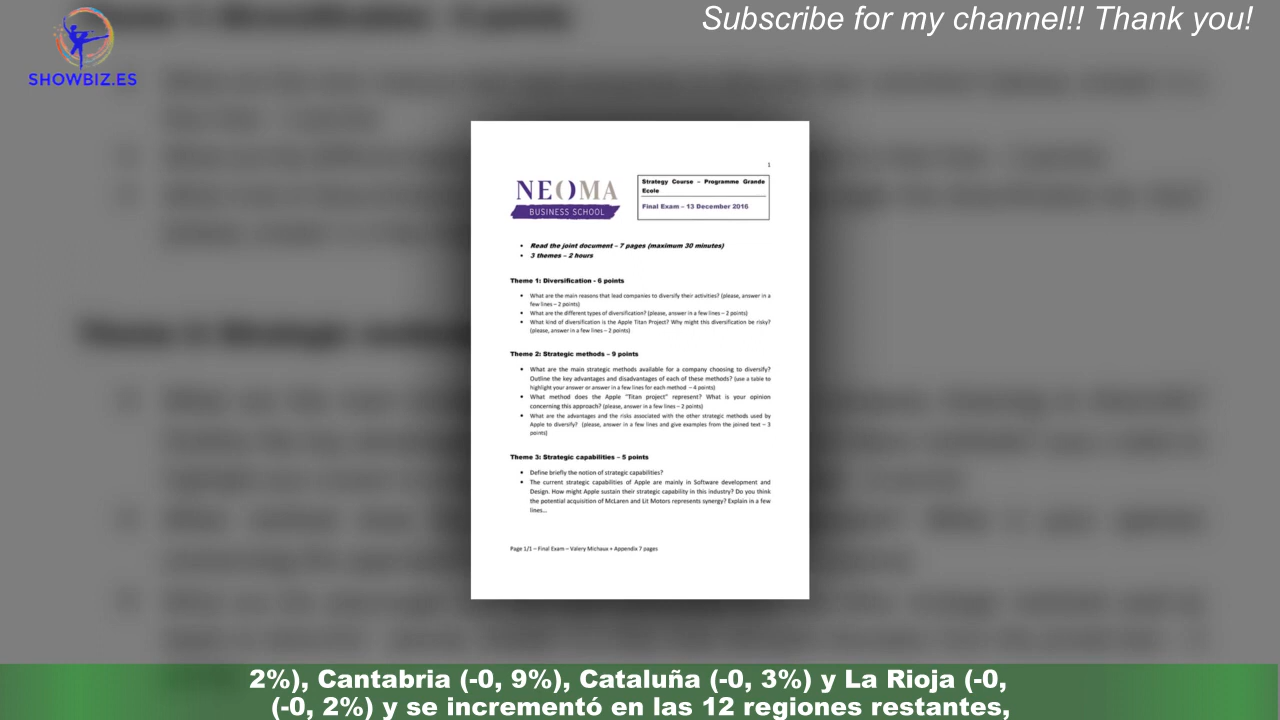 Subscribe for my channel!! Thank you!
SHOWBIZ.ES
1
NEOMA
BUSINESS SCHOOL
Strategy Course – Programme Grande
Ecole
Final Exam – 13 December 2016
• Read the joint document – 7 pages (maximum 30 minutes)
• 3 themes – 2 hours
Theme 1: Diversification - 6 points
• What are the main reasons that lead companies to diversify their activities? (please, answer in a
few lines – 2 points)
• What are the different types of diversification? (please, answer in a few lines – 2 points)
• What kind of diversification is the Apple Titan Project? Why might this diversification be risky?
(please, answer in a few lines – 2 points)
Theme 2: Strategic methods – 9 points
• What are the main strategic methods available for a company choosing to diversify?
Outline the key advantages and disadvantages of each of these methods? (use a table to
highlight your answer or answer in a few lines for each method – 4 points)
• What method does the Apple "Titan project" represent? What is your opinion
concerning this approach? (please, answer in a few lines – 2 points)
• What are the advantages and the risks associated with the other strategic methods used by
Apple to diversify? (please, answer in a few lines and give examples from the joined text – 3
points)
Theme 3: Strategic capabilities – 5 points
• Define briefly the notion of strategic capabilities?
• The current strategic capabilities of Apple are mainly in Software development and
Design. How might Apple sustain their strategic capability in this industry? Do you think
the potential acquisition of McLaren and Lit Motors represents synergy? Explain in a few
lines...
Page 1/1 – Final Exam – Valery Michaux + Appendix 7 pages
2%), Cantabria (-0, 9%), Cataluña (-0, 3%) y La Rioja (-0,
(-0, 2%) y se incrementó en las 12 regiones restantes,